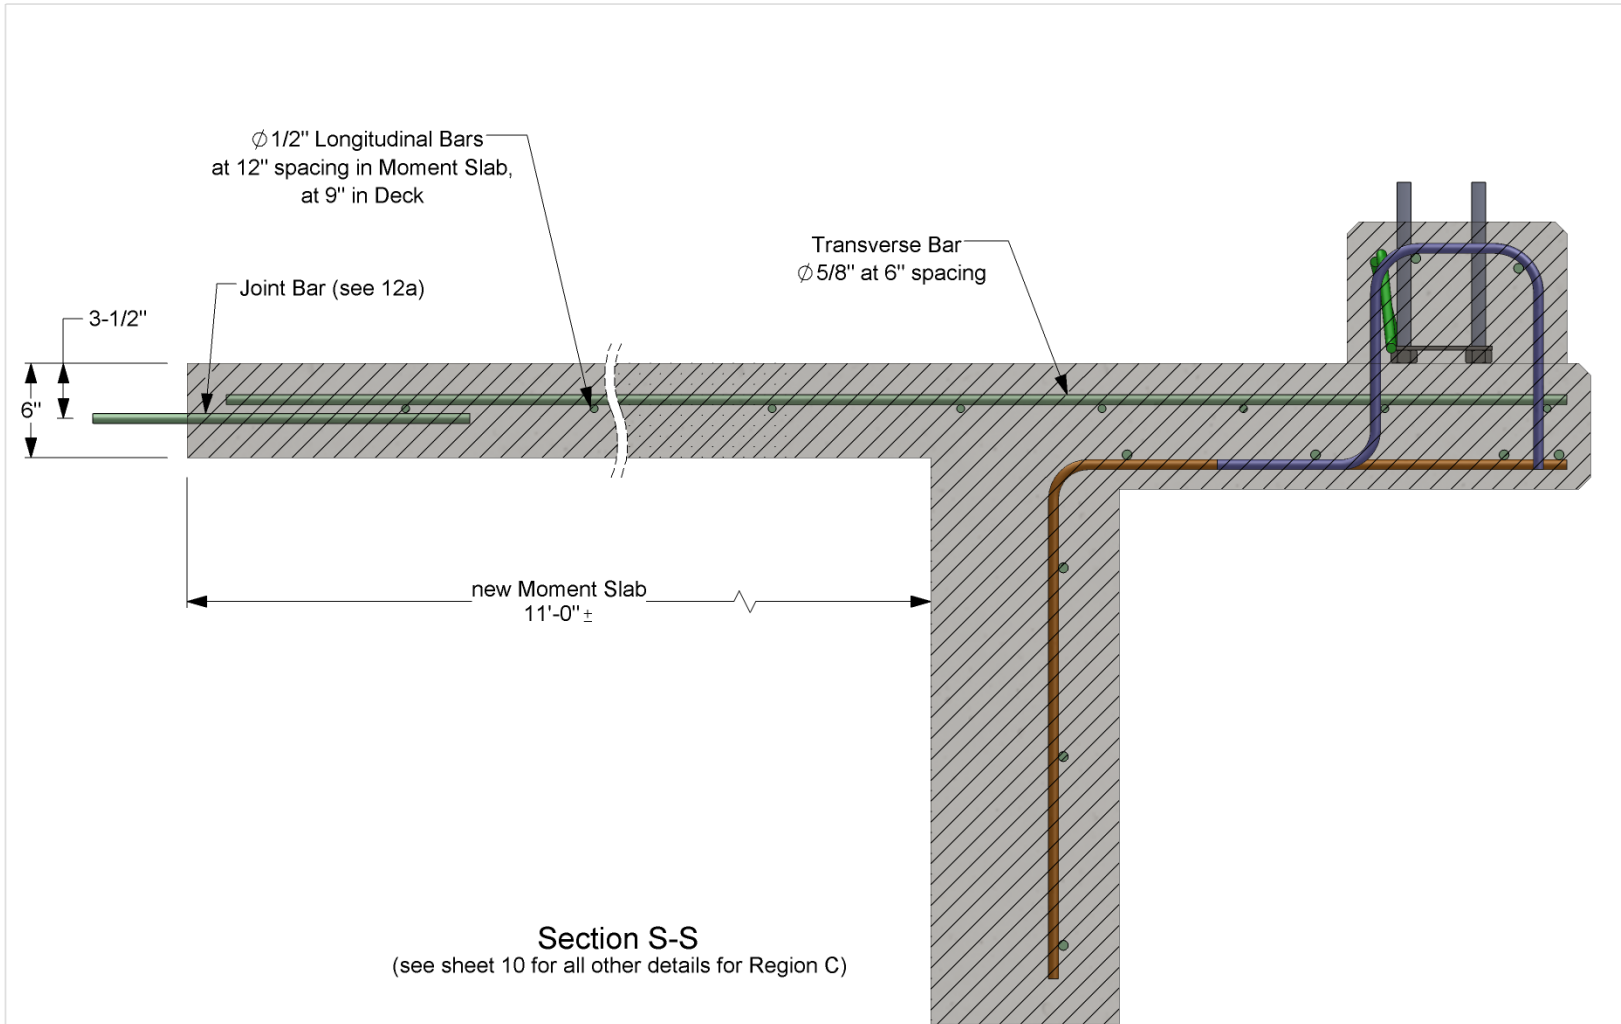 ∅1/2" Longitudinal Bars
at 12" spacing in Moment Slab,
at 9" in Deck
Transverse Bar
∅5/8" at 6" spacing
Joint Bar (see 12a)
3-1/2"
6"
new Moment Slab
11'-0" ±
Section S-S
(see sheet 10 for all other details for Region C)